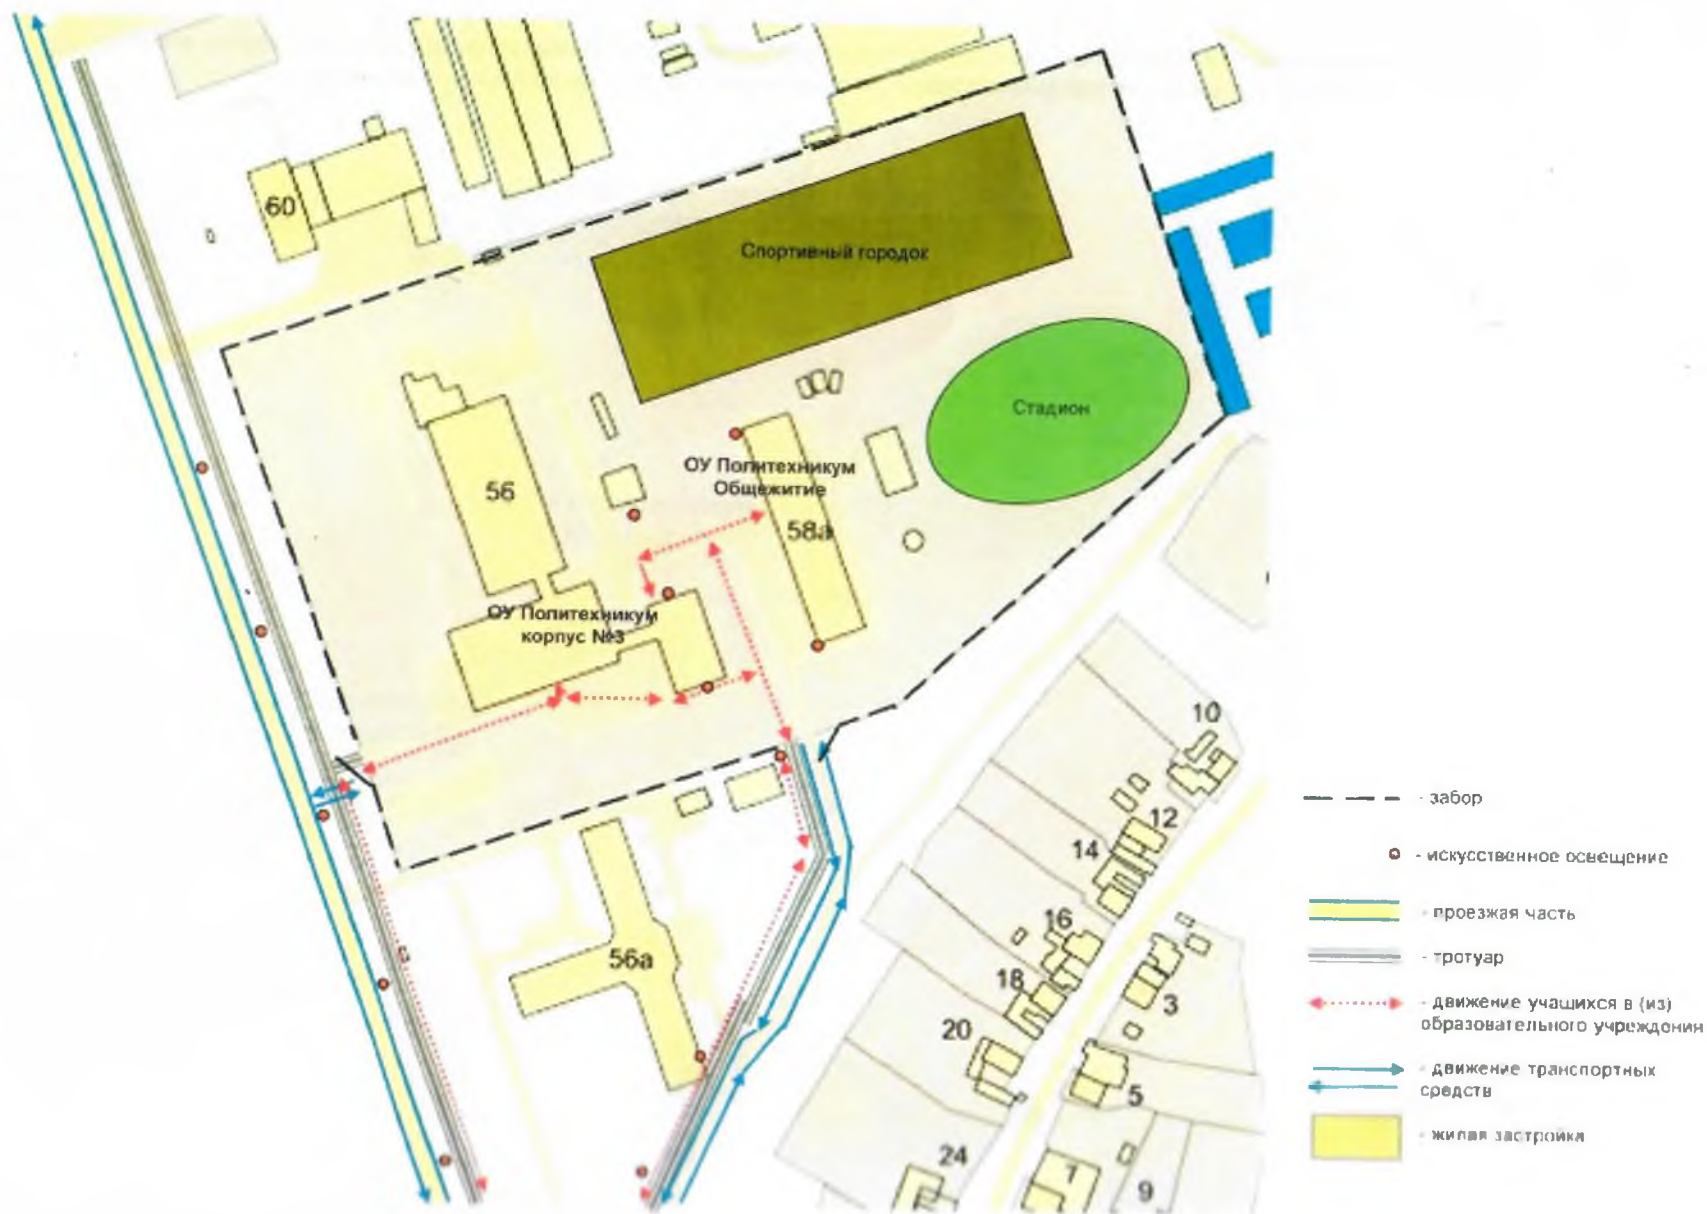 60
Спортивный городок
Стадион
ОУ Политехникум
Общежитие
56
58а
ОУ Политехникум
корпус №3
10
12
14
16
18
20
3
5
24
7
9
56а
- забор
- искусственное освещение
- проезжая часть
- тротуар
- движение учащихся в (из)
образовательного учреждения
- движение транспортных
средств
- жилая застройка